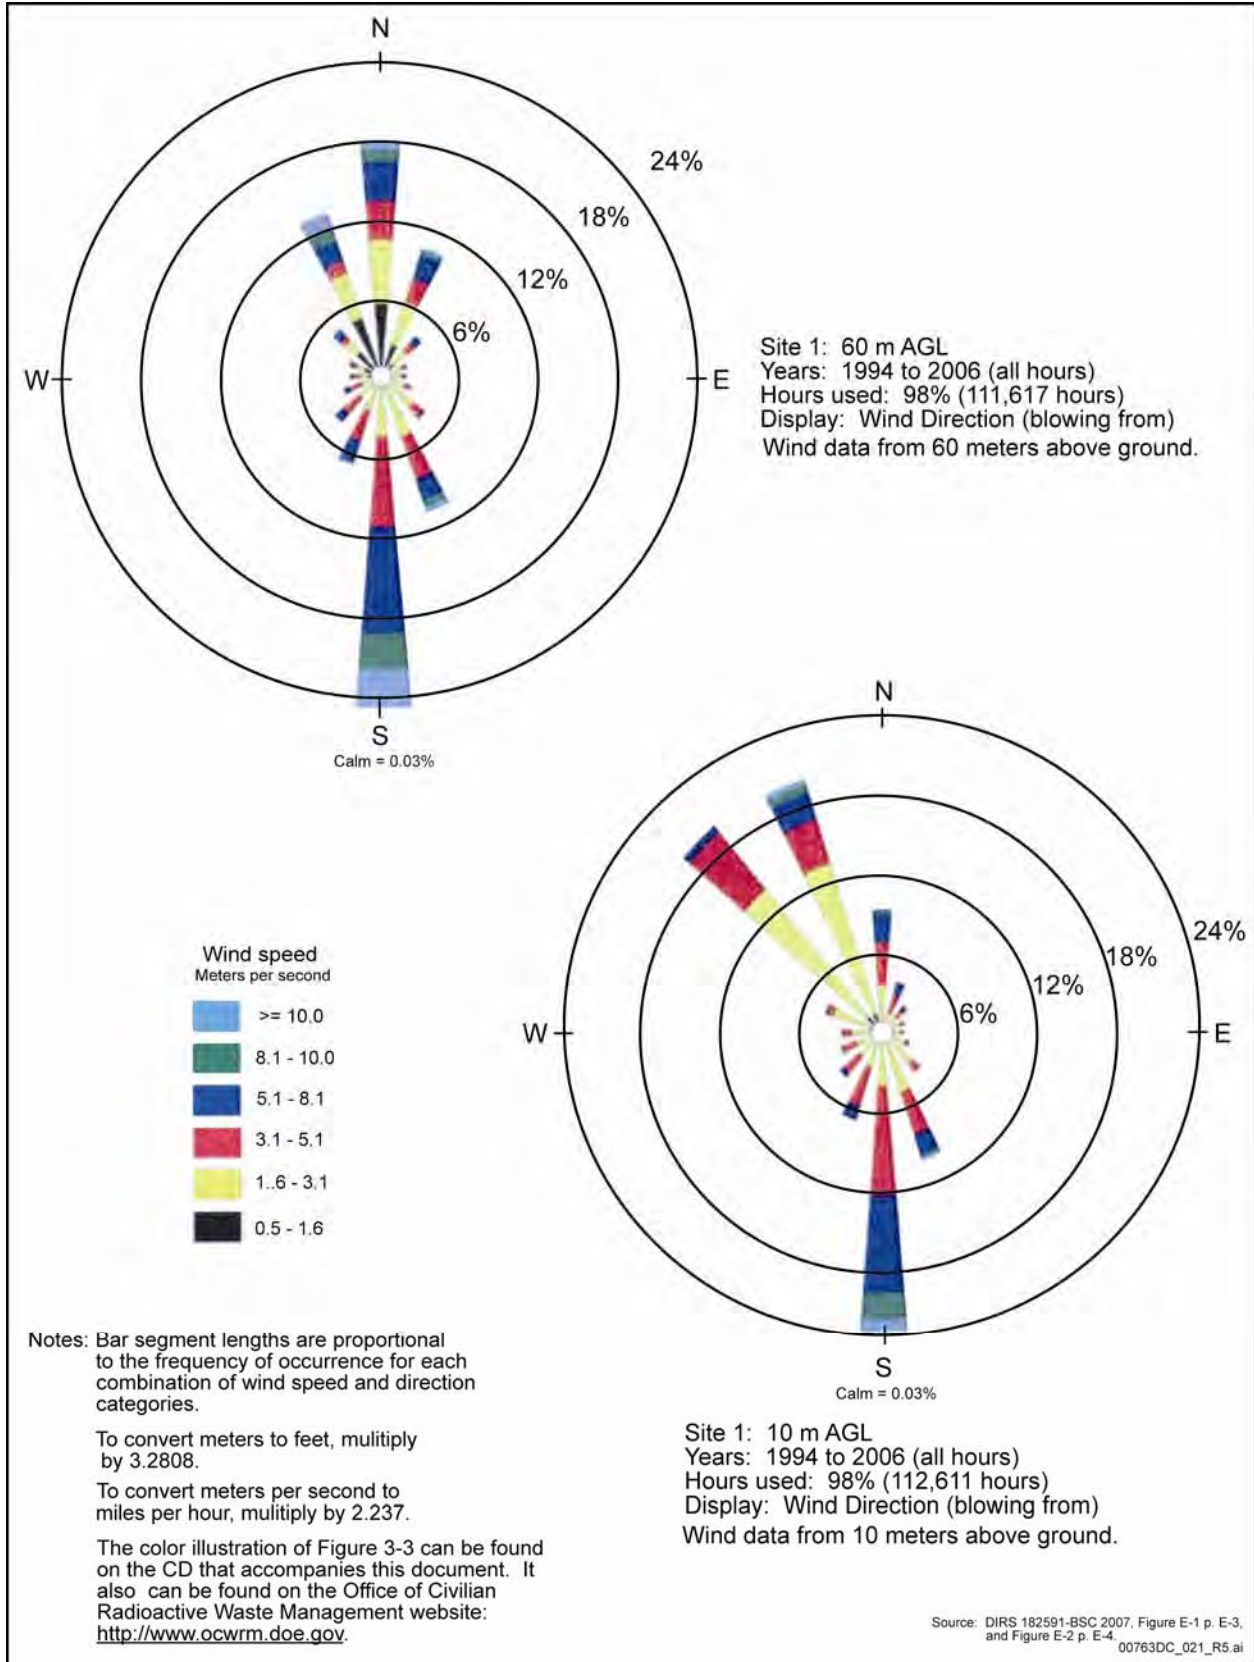 N
24%
18%
12%
6%
W
E
S
Calm = 0.03%
Site 1: 60 m AGL
Years: 1994 to 2006 (all hours)
Hours used: 98% (111,617 hours)
Display: Wind Direction (blowing from)
Wind data from 60 meters above ground.
N
24%
18%
12%
6%
W
E
S
Calm = 0.03%
Site 1: 10 m AGL
Years: 1994 to 2006 (all hours)
Hours used: 98% (112,611 hours)
Display: Wind Direction (blowing from)
Wind data from 10 meters above ground.
Wind speed
Meters per second
>= 10.0
8.1 - 10.0
5.1 - 8.1
3.1 - 5.1
1..6 - 3.1
0.5 - 1.6
Notes: Bar segment lengths are proportional
to the frequency of occurrence for each
combination of wind speed and direction
categories.
To convert meters to feet, mulitiply
by 3.2808.
To convert meters per second to
miles per hour, mulitiply by 2.237.
The color illustration of Figure 3-3 can be found
on the CD that accompanies this document. It
also can be found on the Office of Civilian
Radioactive Waste Management website:
http://www.ocwrm.doe.gov.
Source: DIRS 182591-BSC 2007, Figure E-1 p. E-3,
and Figure E-2 p. E-4.
00763DC_021_R5.ai